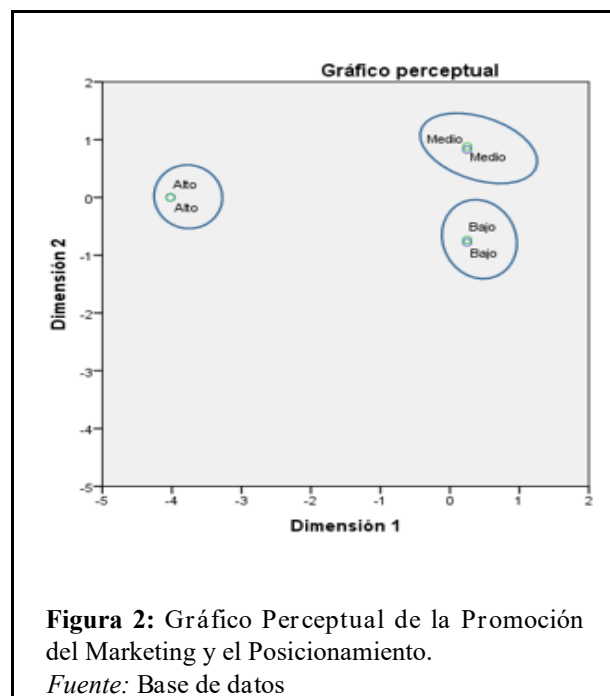 Gráfico perceptual
2
1
0
-1
-2
-3
-4
-5
Dimensión 2
Alto
Alto
Medio
Medio
Bajo
Bajo
-5 -4 -3 -2 -1 0 1 2
Dimensión 1
Figura 2: Gráfico Perceptual de la Promoción
del Marketing y el Posicionamiento.
Fuente: Base de datos